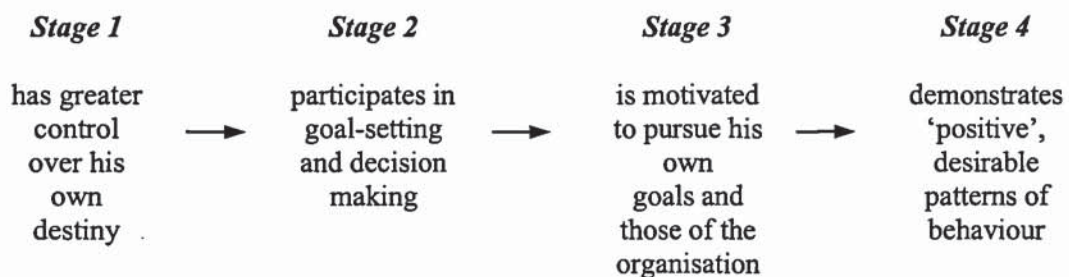 Stage 1
Stage 2
Stage 3
Stage 4
has greater
control
over his
own
destiny
participates in
goal-setting
and decision
making
is motivated
to pursue his
own
goals and
those of the
organisation
demonstrates
‘positive’,
desirable
patterns of
behaviour